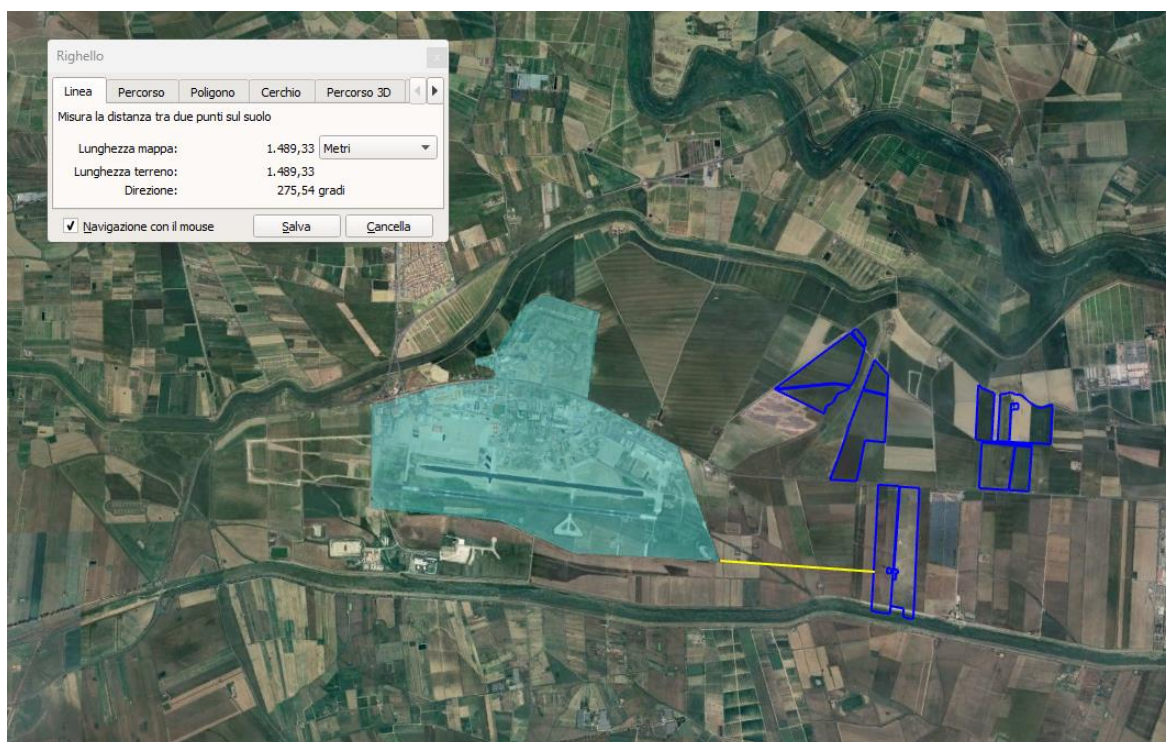 Righello
Linea Percorso Poligono Cerchio Percorso 3D
Misura la distanza tra due punti sul suolo
Lunghezza mappa: 1.489,33 Metri
Lunghezza terreno: 1.489,33
Direzione: 275,54 gradi
Navigazione con il mouse Salva Cancella